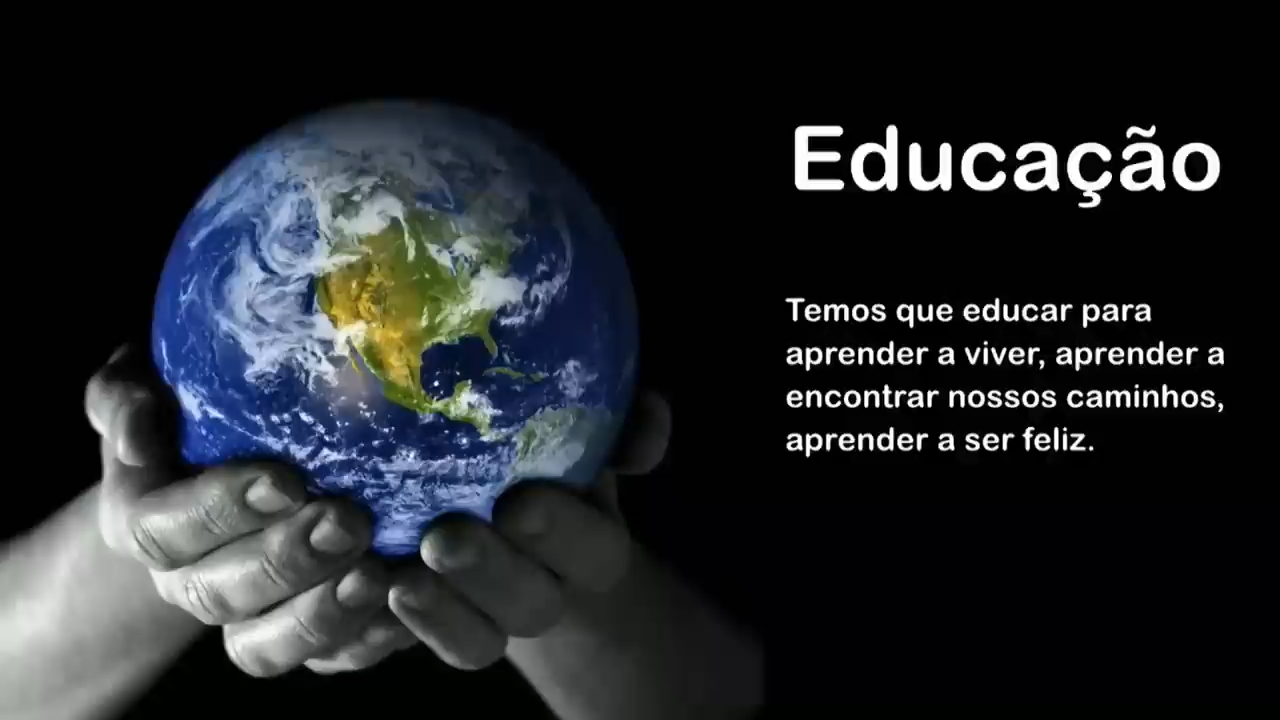 Educação
Temos que educar para
aprender a viver, aprender a
encontrar nossos caminhos,
aprender a ser feliz.